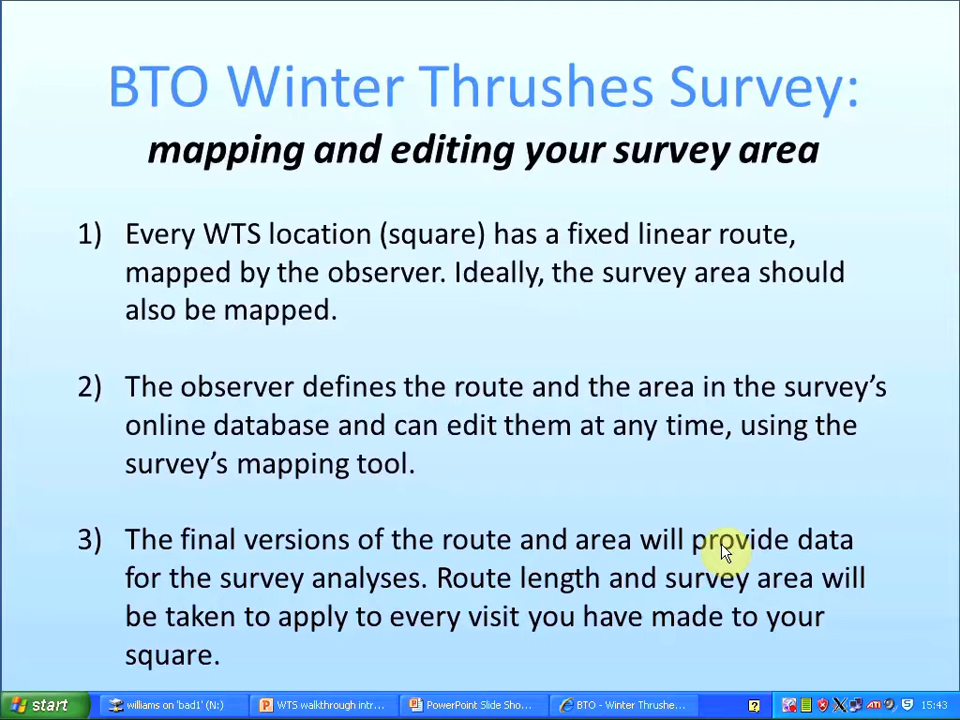 BTO Winter Thrushes Survey:
mapping and editing your survey area
1) Every WTS location (square) has a fixed linear route,
mapped by the observer. Ideally, the survey area should
also be mapped.
2) The observer defines the route and the area in the survey's
online database and can edit them at any time, using the
survey's mapping tool.
3) The final versions of the route and area will provide data
for the survey analyses. Route length and survey area will
be taken to apply to every visit you have made to your
square.
start williams on 'bad1' (N:) WTS walkthrough intr... PowerPoint Slide Sho... BTO - Winter Thrushe... 15:43